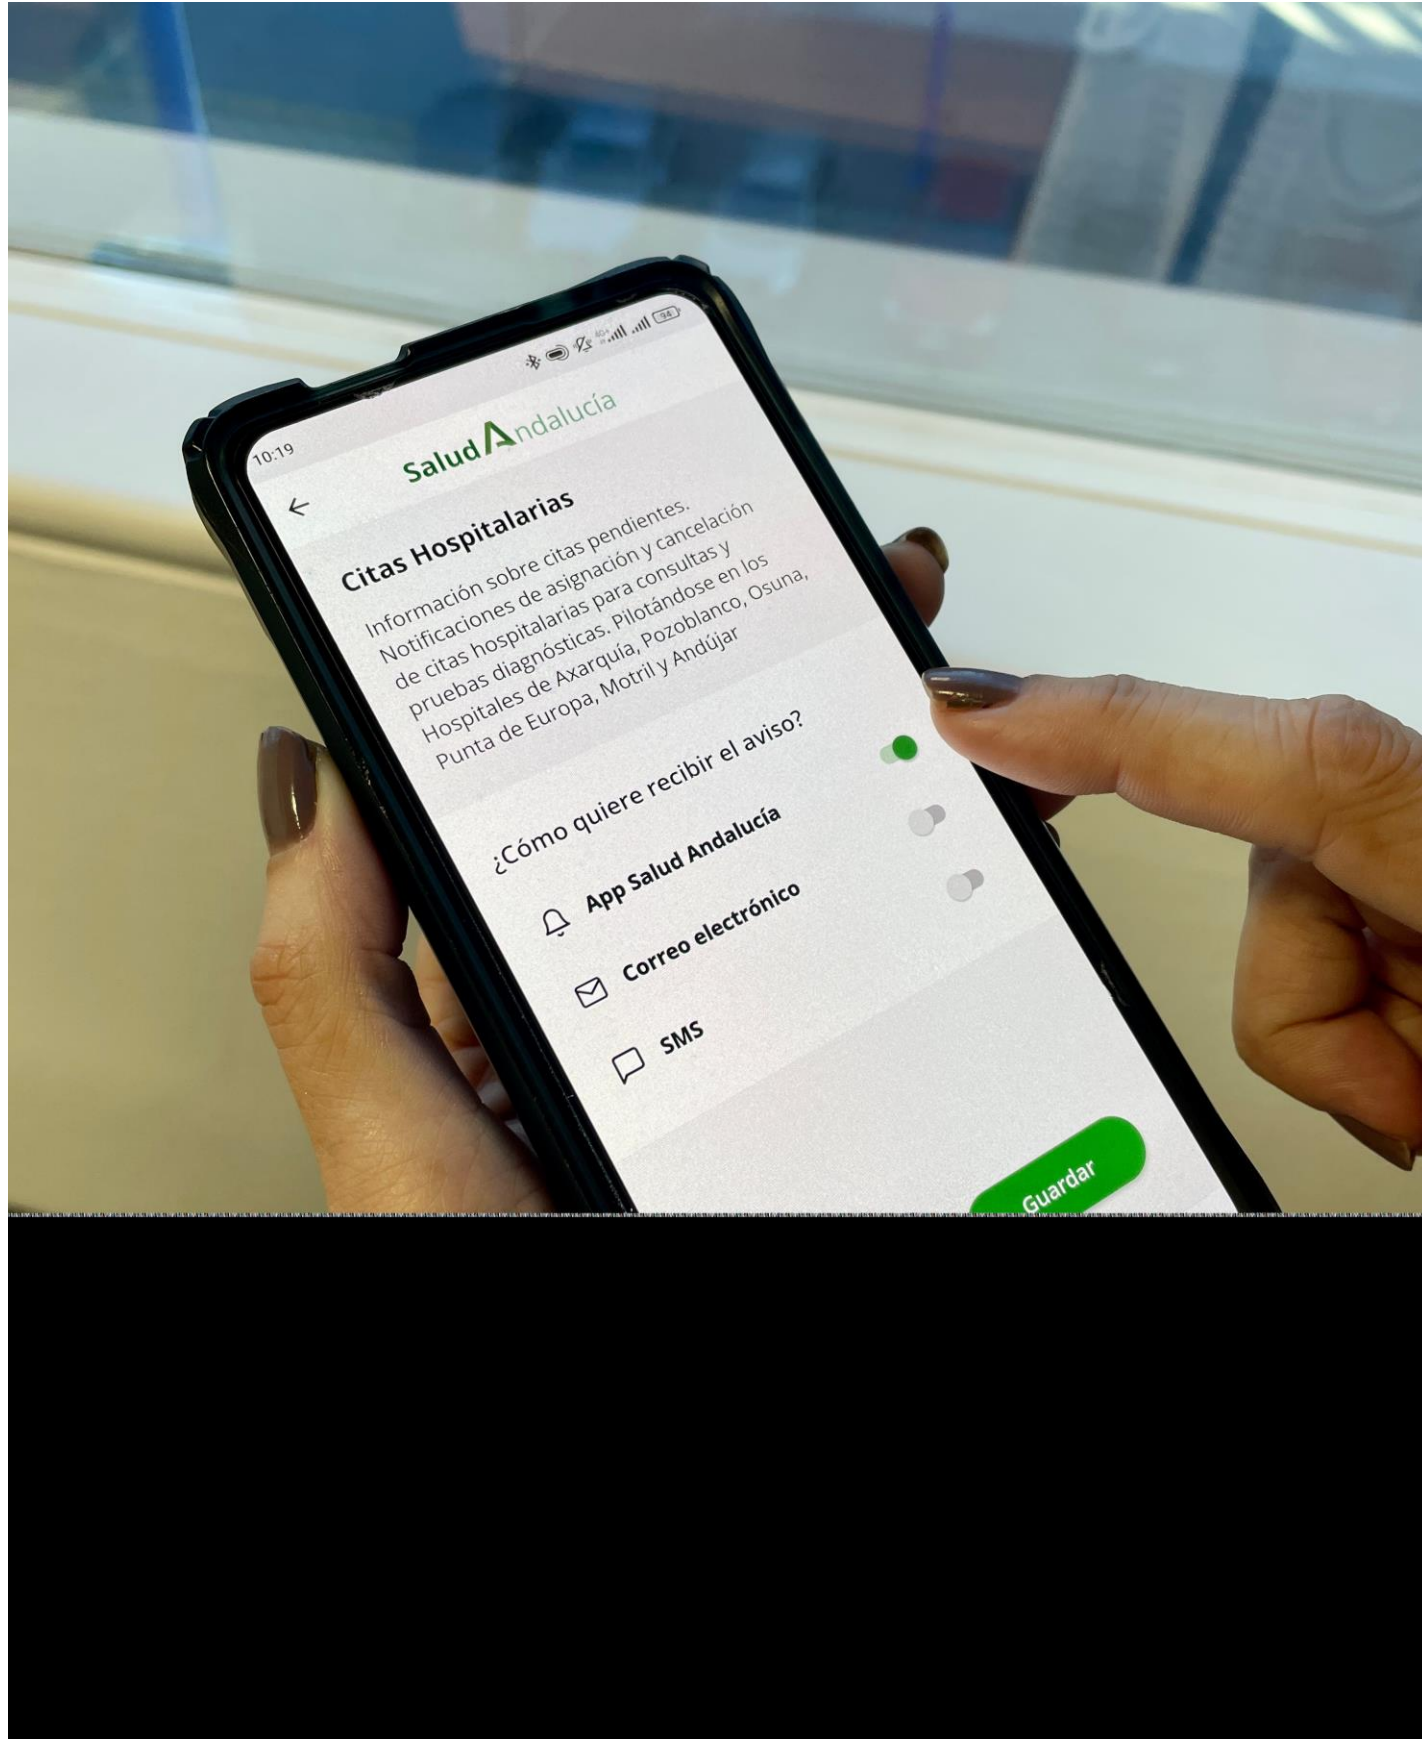 10:19
4G+
94
Salud Andalucía
Citas Hospitalarias
Información sobre citas pendientes.
Notificaciones de asignación y cancelación
de citas hospitalarias para consultas y
pruebas diagnósticas. Pilotándose en los
Hospitales de Axarquía, Pozoblanco, Osuna,
Punta de Europa, Motril y Andújar
¿Cómo quiere recibir el aviso?
App Salud Andalucía
Correo electrónico
SMS
Guardar